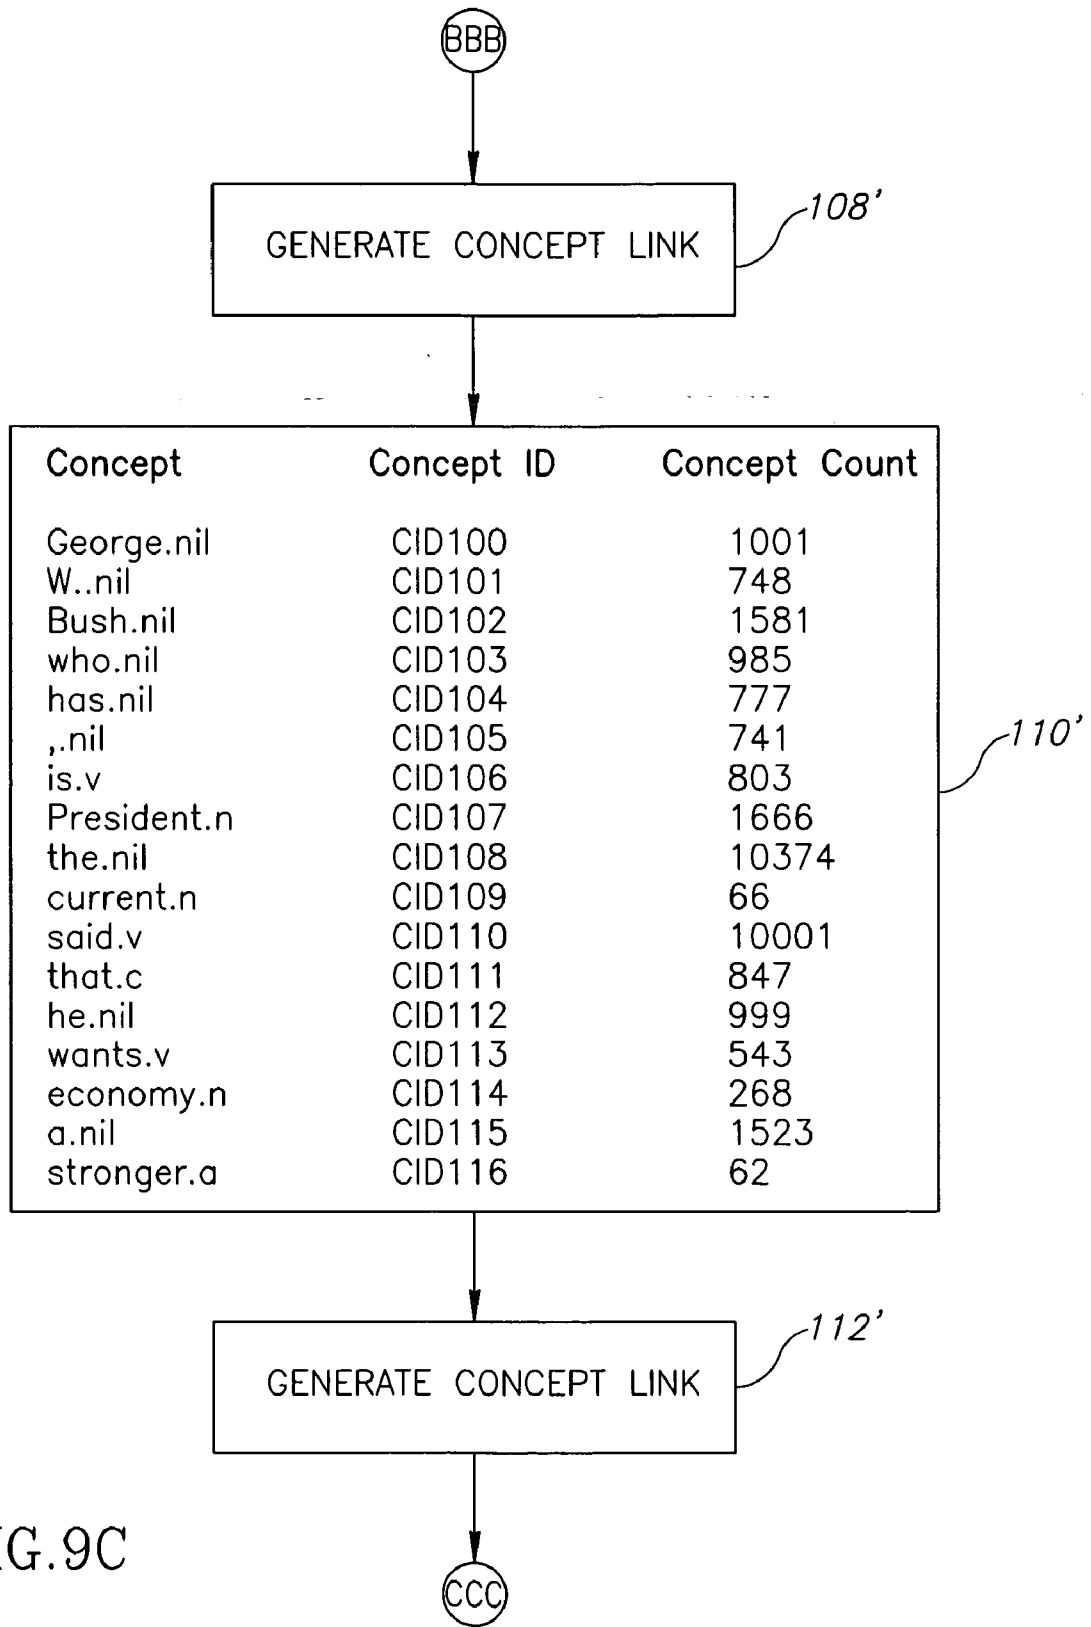 BBB
GENERATE CONCEPT LINK
108'
Concept Concept ID Concept Count
George.nil CID100 1001
W..nil CID101 748
Bush.nil CID102 1581
who.nil CID103 985
has.nil CID104 777
,.nil CID105 741
is.v CID106 803
President.n CID107 1666
the.nil CID108 10374
current.n CID109 66
said.v CID110 10001
that.c CID111 847
he.nil CID112 999
wants.v CID113 543
economy.n CID114 268
a.nil CID115 1523
stronger.a CID116 62
110'
GENERATE CONCEPT LINK
112'
IG.9C
CCC